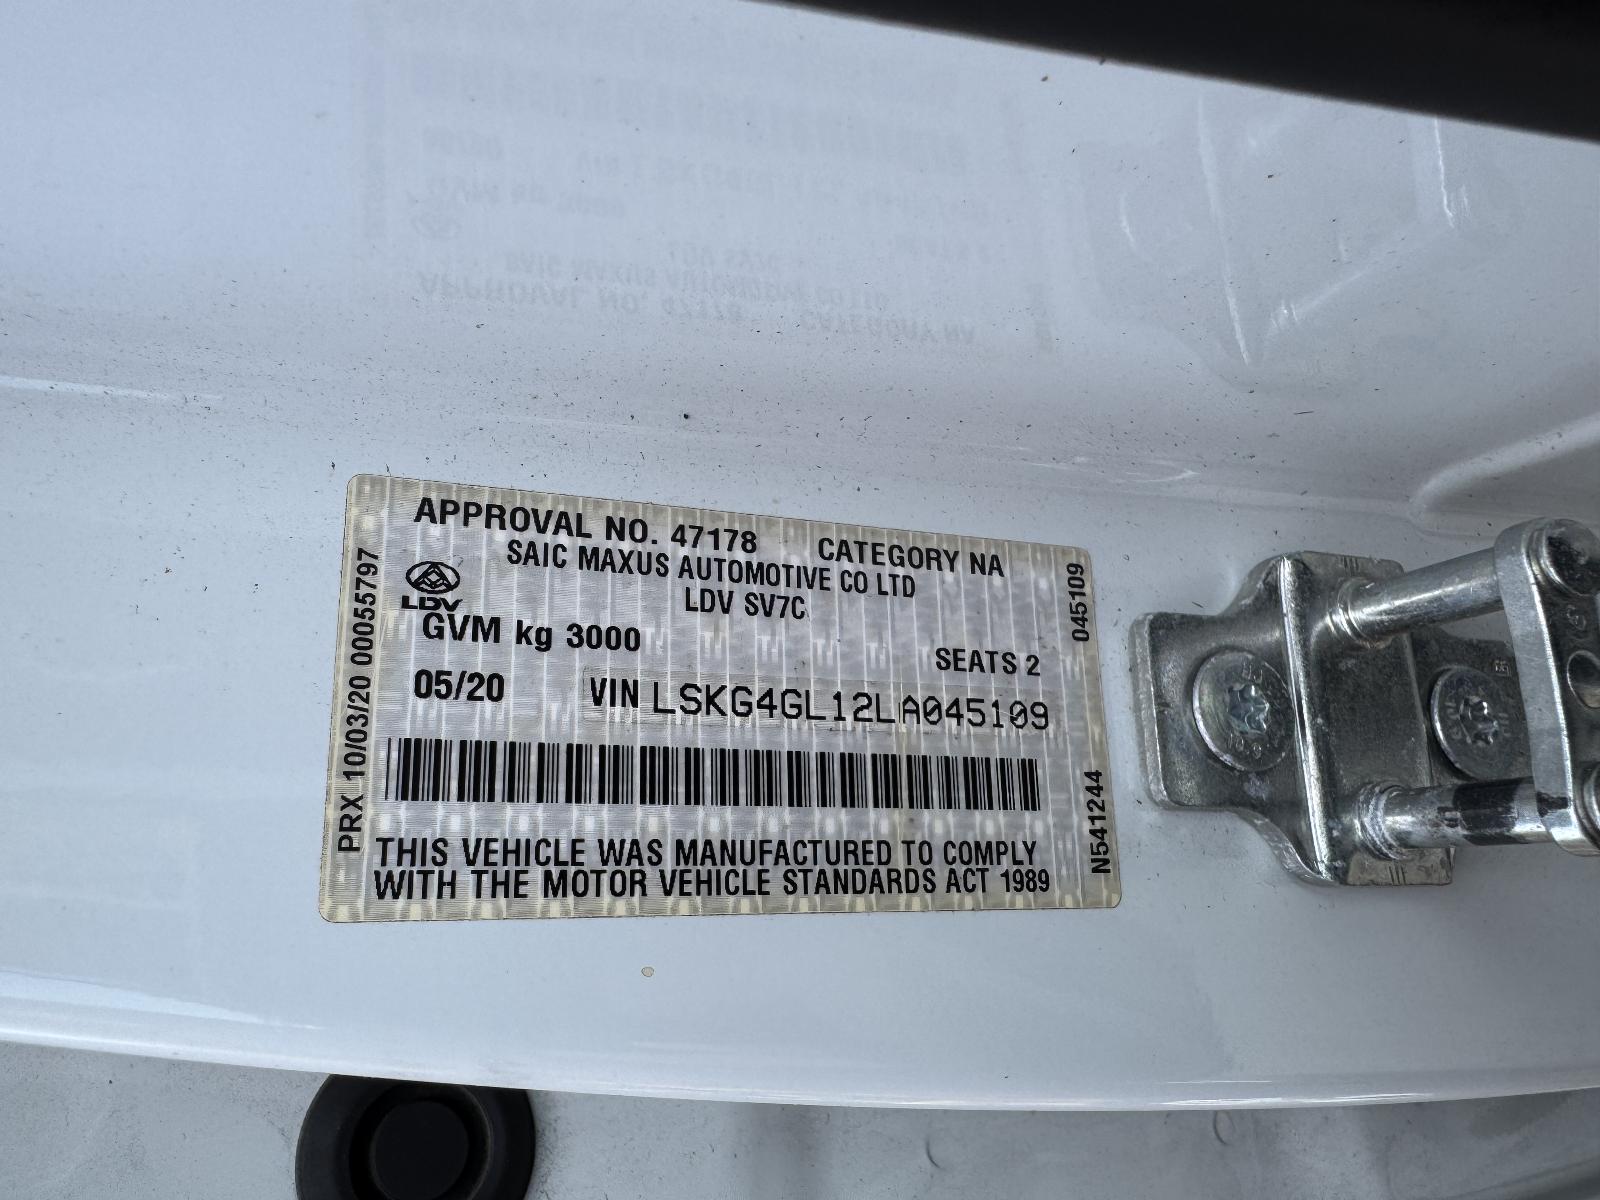 APPROVAL NO. 47178 CATEGORY NA
SAIC MAXUS AUTOMOTIVE CO LTD
LDV
LDV SV7C
GVM kg 3000
SEATS 2
05/20 VIN LSKG4GL12LA045109
THIS VEHICLE WAS MANUFACTURED TO COMPLY
WITH THE MOTOR VEHICLE STANDARDS ACT 1989
PRX 10/03/20 00055797
045109
N541244